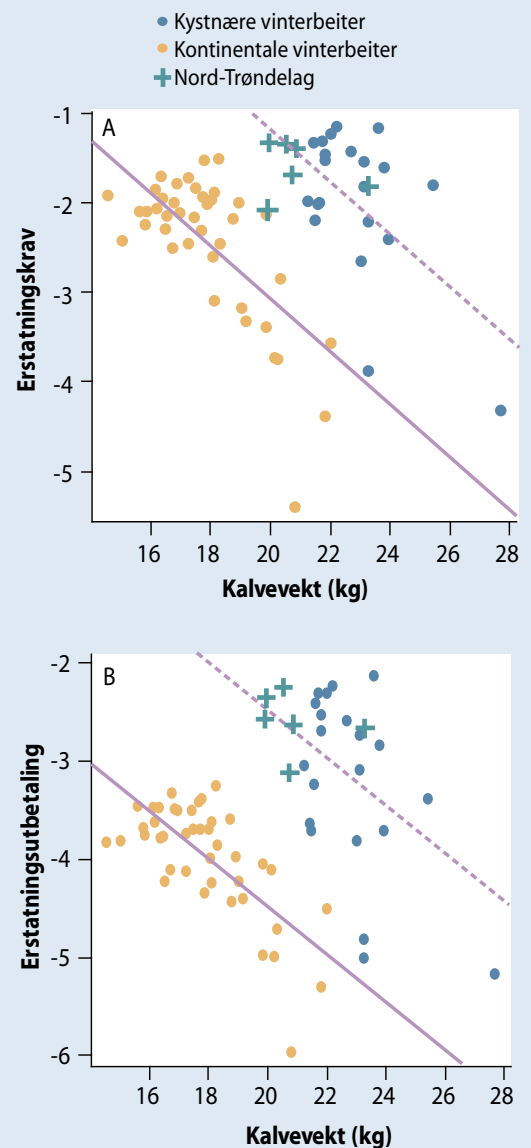 Kystnære vinterbeiter
Kontinentale vinterbeiter
Nord-Trøndelag
A
-1
-2
-3
-4
-5
Erstatningskrav
16 18 20 22 24 26 28
Kalvevekt (kg)
B
-2
-3
-4
-5
-6
Erstatningsutbetaling
16 18 20 22 24 26 28
Kalvevekt (kg)